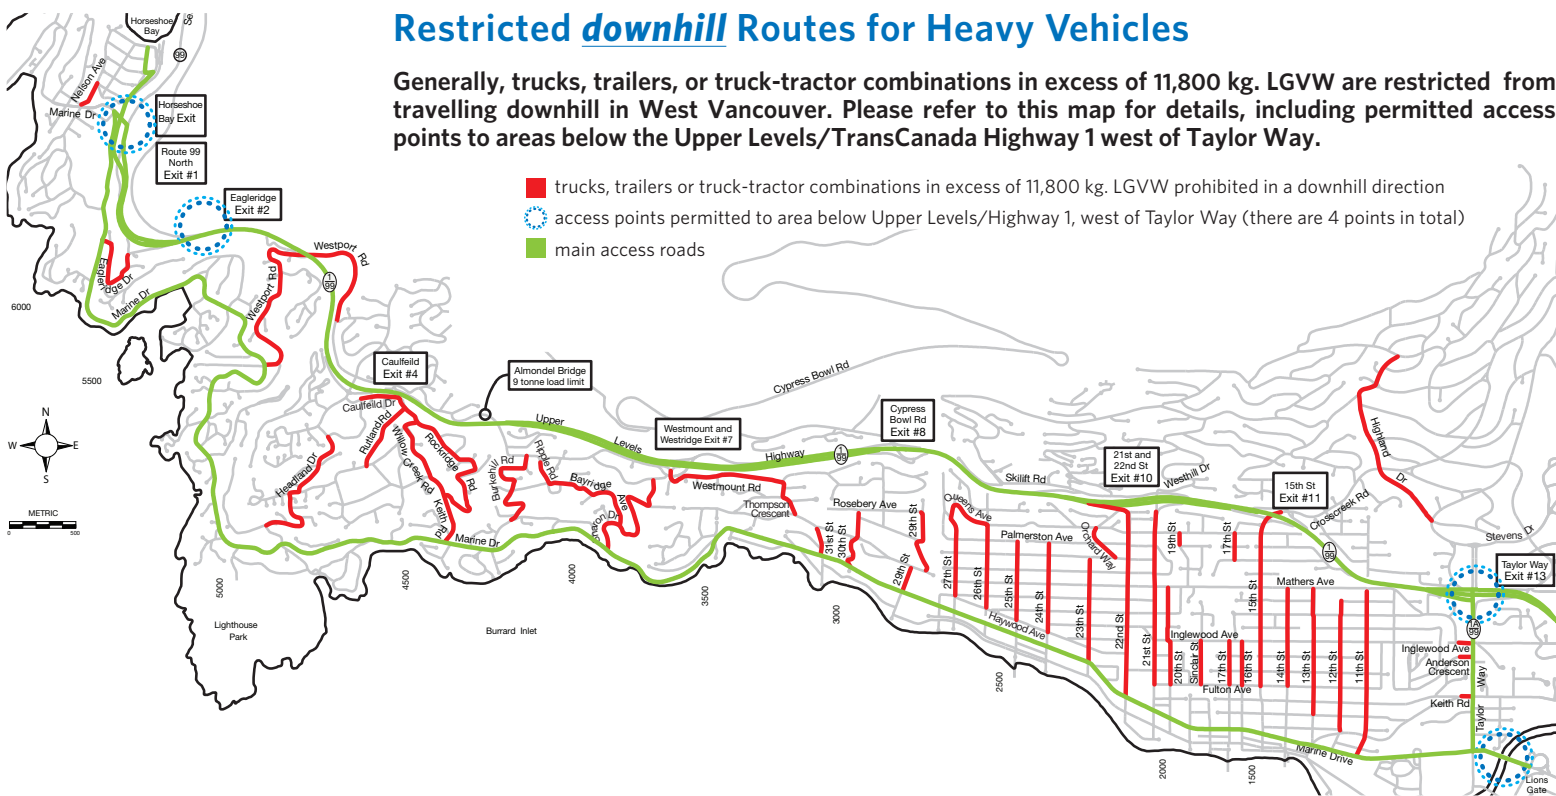 Restricted downhill Routes for Heavy Vehicles
Generally, trucks, trailers, or truck-tractor combinations in excess of 11,800 kg. LGVW are restricted from
travelling downhill in West Vancouver. Please refer to this map for details, including permitted access
points to areas below the Upper Levels/TransCanada Highway 1 west of Taylor Way.
trucks, trailers or truck-tractor combinations in excess of 11,800 kg. LGVW prohibited in a downhill direction
access points permitted to area below Upper Levels/Highway 1, west of Taylor Way (there are 4 points in total)
main access roads
Horseshoe
Bay
99
Nelson Ave
Marine Dr
Horseshoe
Bay Exit
Route 99
North
Exit #1
Eagleridge
Exit #2
Westport Rd
Westport Rd
1
99
Eagleridge Dr
Marine Dr
6000
5500
N
W
E
S
METRIC
0
500
Caulfeild
Exit #4
Almondel Bridge
9 tonne load limit
Caulfeild Dr
Rutland Rd
Willow Creek Rd
Rockridge Rd
Keith Rd
Headland Dr
Burkehill Rd
Ripple Rd
Bayridge Ave
Sharon Dr
Marine Dr
Upper
Levels
Highway
1
99
Westmount and
Westridge Exit #7
Westmount Rd
Thompson
Crescent
Cypress Bowl Rd
Cypress
Bowl Rd
Exit #8
Rosebery Ave
31st St
30th St
29th St
29th St
Queens Ave
Skilift Rd
Palmerston Ave
27th St
26th St
25th St
24th St
23th St
22nd St
21st St
Haywood Ave
Orchard Way
21st and
22nd St
Exit #10
Westhill Dr
15th St
Exit #11
Crosscreek Rd
Highland
Dr
Stevens Dr
1
99
19th St
17th St
15th St
Mathers Ave
Inglewood Ave
20th St
Sinclair St
17th St
16th St
14th St
13th St
12th St
11th St
Fulton Ave
Taylor Way
Exit #13
1A
99
Inglewood Ave
Anderson
Crescent
Keith Rd
Taylor
Way
Marine Drive
Lions
Gate
Lighthouse
Park
Burrard Inlet
5000
4500
4000
3500
3000
2500
2000
1500